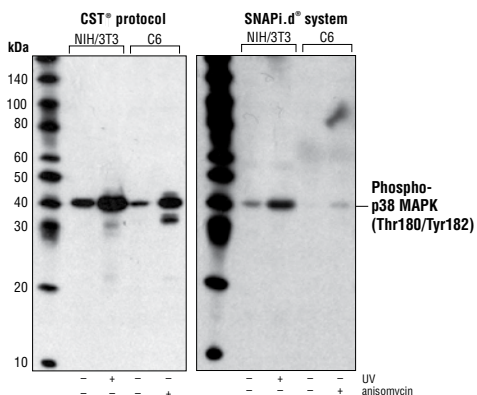 CST® protocol
SNAPi.d® system
kDa
NIH/3T3
C6
NIH/3T3
C6
140
100
80
60
50
40
30
20
10
Phospho-
p38 MAPK
(Thr180/Tyr182)
– + – – – + – – UV
– – – + – – – + anisomycin